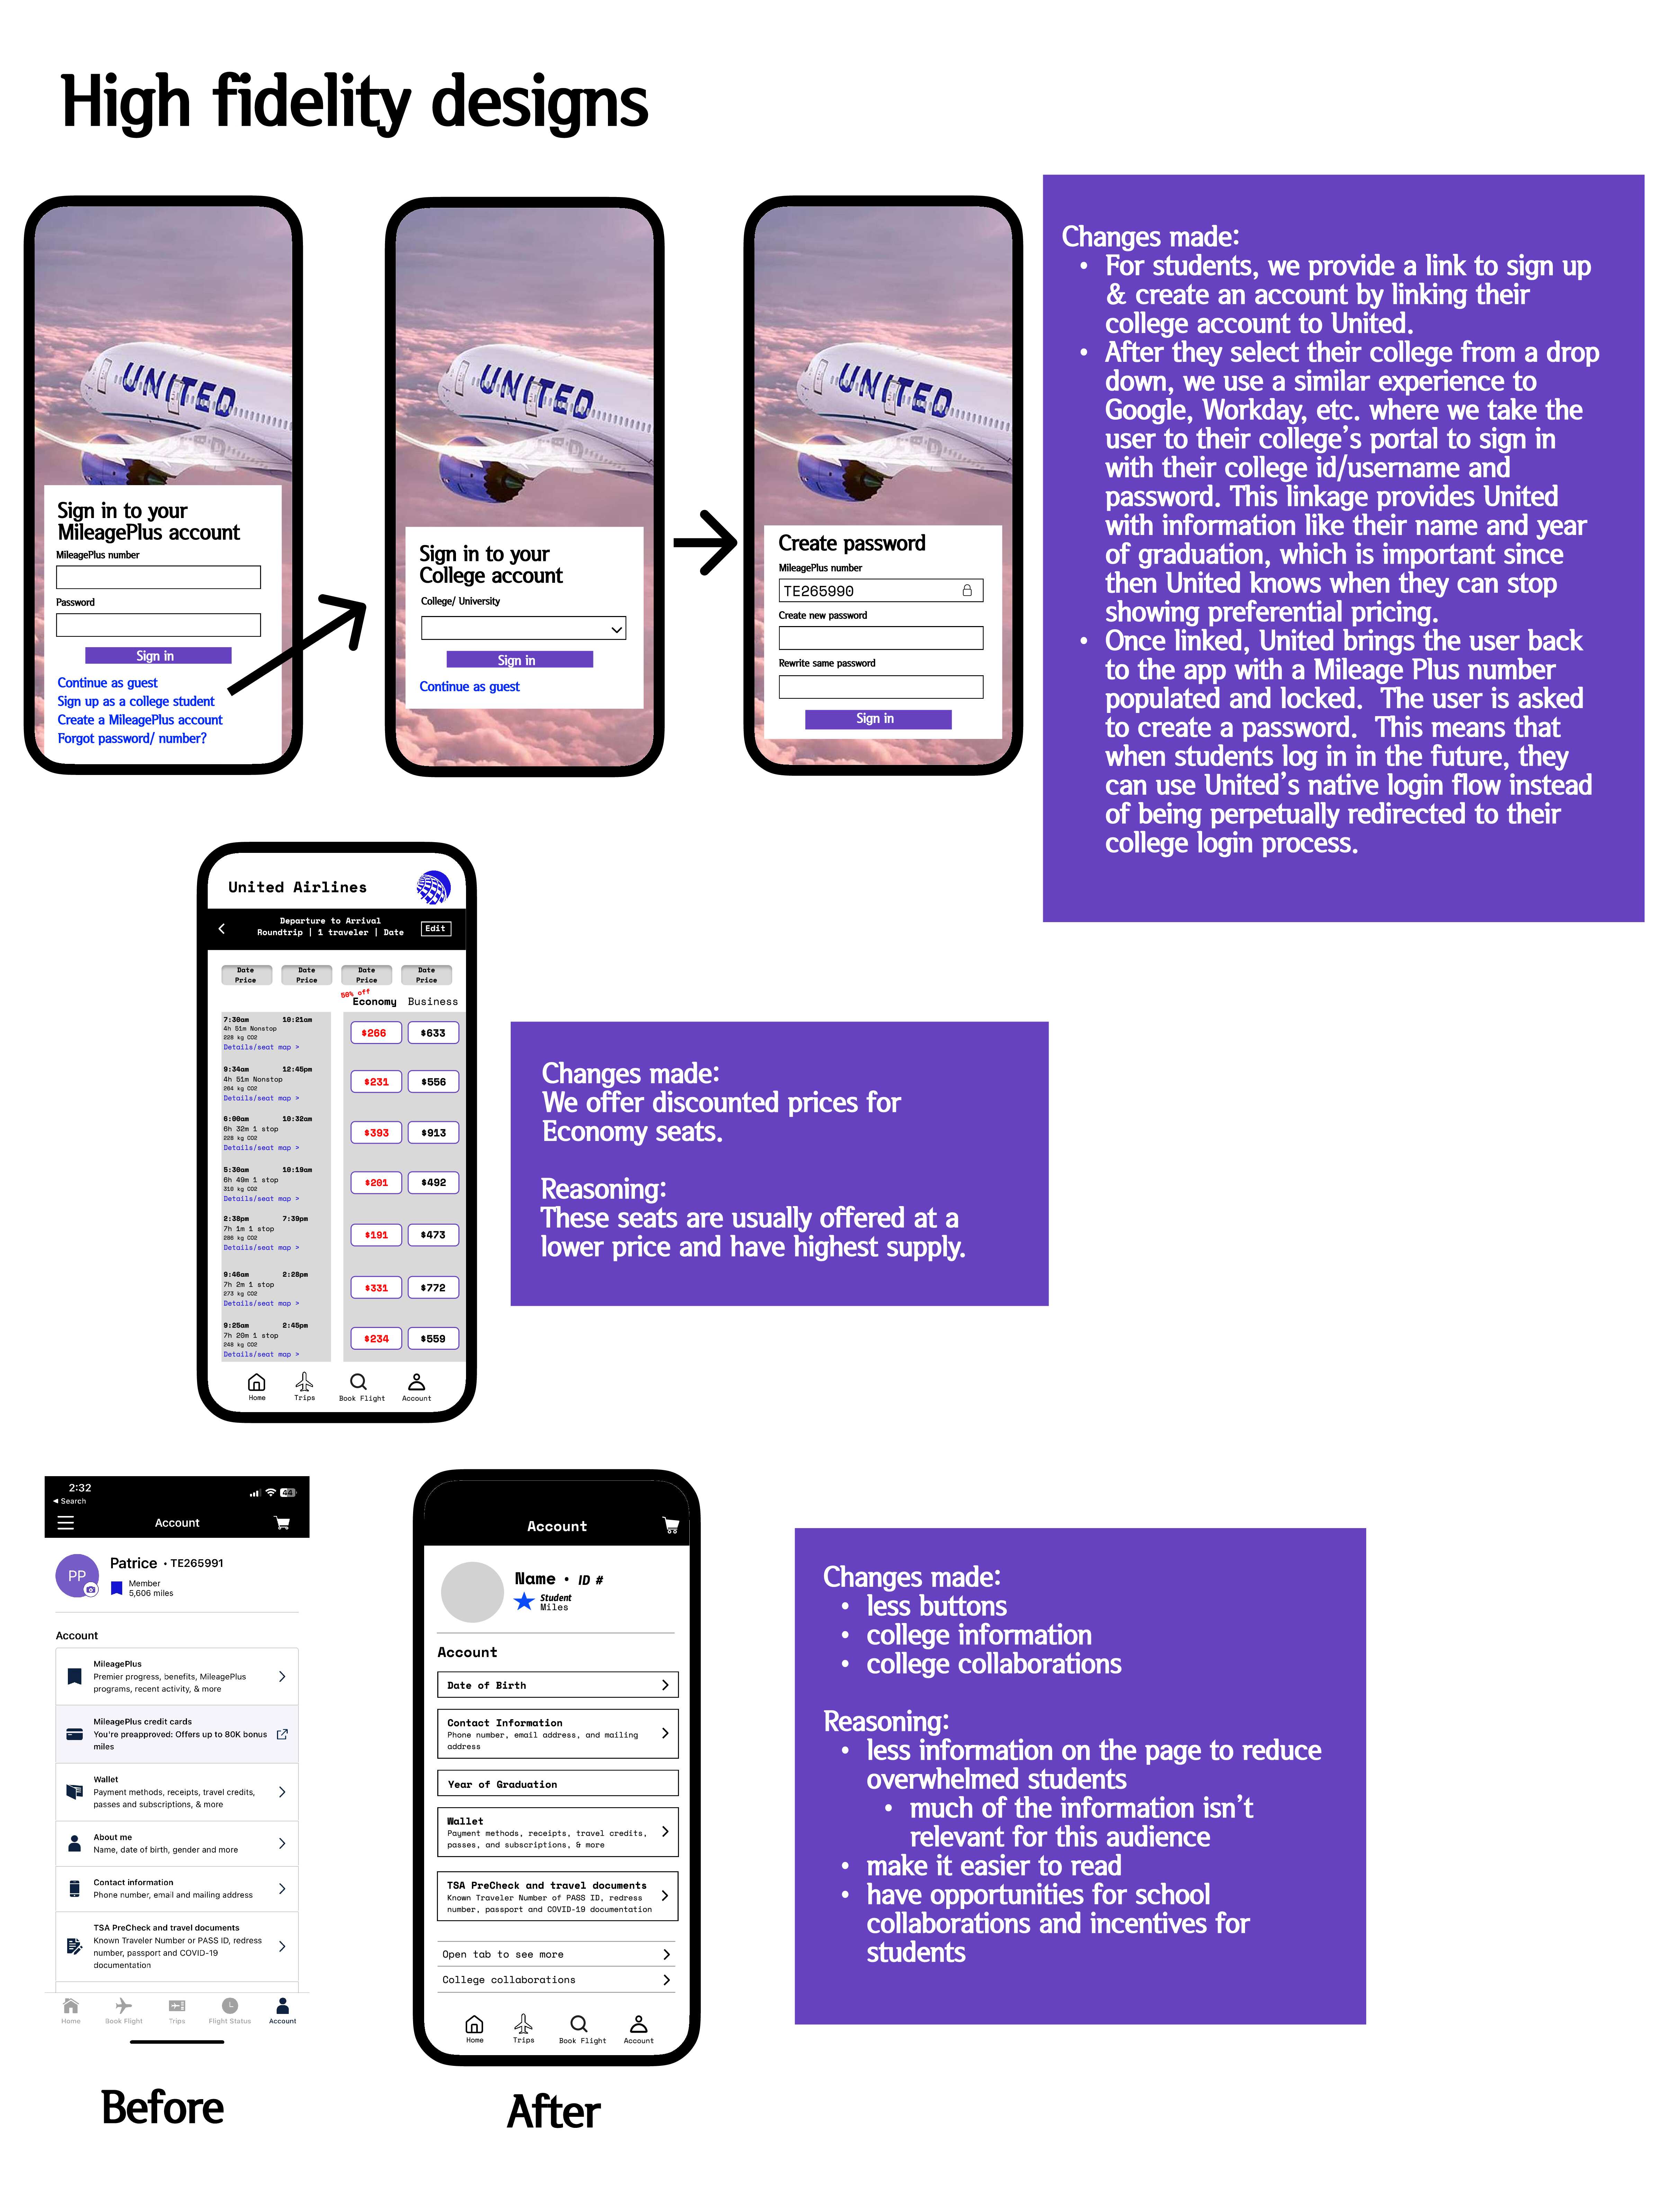 High fidelity designs
UNITED
Sign in to your
MileagePlus account
MileagePlus number
Password
Sign in
Continue as guest
Sign up as a college student
Create a MileagePlus account
Forgot password/ number?
UNITED
Sign in to your
College account
College/ University
Sign in
Continue as guest
UNITED
Create password
MileagePlus number
TE265990
Create new password
Rewrite same password
Sign in
Changes made:
• For students, we provide a link to sign up
& create an account by linking their
college account to United.
• After they select their college from a drop
down, we use a similar experience to
Google, Workday, etc. where we take the
user to their college's portal to sign in
with their college id/username and
password. This linkage provides United
with information like their name and year
of graduation, which is important since
then United knows when they can stop
showing preferential pricing.
• Once linked, United brings the user back
to the app with a Mileage Plus number
populated and locked.  The user is asked
to create a password.  This means that
when students log in in the future, they
can use United's native login flow instead
of being perpetually redirected to their
college login process.
United Airlines
Departure to Arrival
Roundtrip | 1 traveler | Date
Edit
Date Date Date Date
Price Price Price Price
50% off
Economy Business
7:30am 10:21am
4h 51m Nonstop
228 kg CO2
Details/seat map >
$266 $633
9:34am 12:45pm
4h 51m Nonstop
204 kg CO2
Details/seat map >
$231 $556
6:00am 10:32am
6h 32m 1 stop
228 kg CO2
Details/seat map >
$393 $913
5:30am 10:19am
6h 49m 1 stop
310 kg CO2
Details/seat map >
$201 $492
2:38pm 7:39pm
7h 1m 1 stop
286 kg CO2
Details/seat map >
$191 $473
9:46am 2:28pm
7h 2m 1 stop
273 kg CO2
Details/seat map >
$331 $772
9:25am 2:45pm
7h 20m 1 stop
248 kg CO2
Details/seat map >
$234 $559
Home Trips Book Flight Account
Changes made:
We offer discounted prices for
Economy seats.
Reasoning:
These seats are usually offered at a
lower price and have highest supply.
2:32
44
◄ Search
Account
PP
Patrice • TE265991
Member
5,606 miles
Account
MileagePlus
Premier progress, benefits, MileagePlus
programs, recent activity, & more
MileagePlus credit cards
You're preapproved: Offers up to 80K bonus
miles
Wallet
Payment methods, receipts, travel credits,
passes and subscriptions, & more
About me
Name, date of birth, gender and more
Contact information
Phone number, email and mailing address
TSA PreCheck and travel documents
Known Traveler Number or PASS ID, redress
number, passport and COVID-19
documentation
Home Book Flight Trips Flight Status Account
Before
Account
Name • ID #
Student
Miles
Account
Date of Birth
Contact Information
Phone number, email address, and mailing
address
Year of Graduation
Wallet
Payment methods, receipts, travel credits,
passes, and subscriptions, & more
TSA PreCheck and travel documents
Known Traveler Number of PASS ID, redress
number, passport and COVID-19 documentation
Open tab to see more
College collaborations
Home Trips Book Flight Account
After
Changes made:
• less buttons
• college information
• college collaborations
Reasoning:
• less information on the page to reduce
overwhelmed students
• much of the information isn't
relevant for this audience
• make it easier to read
• have opportunities for school
collaborations and incentives for
students